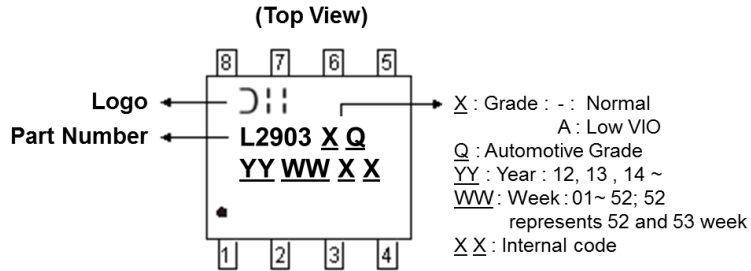 (Top View)
8 7 6 5
Logo
Part Number
L2903 X Q
YY WW X X
1 2 3 4
X : Grade : - : Normal
A : Low VIO
Q : Automotive Grade
YY : Year : 12, 13 , 14 ~
WW : Week : 01~ 52; 52
represents 52 and 53 week
X X : Internal code